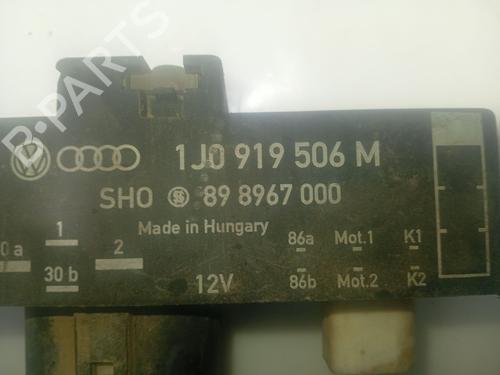 B-PARTS
1J0 919 506 M
SHO 89 8967 000
Made in Hungary
1
2
86a Mot.1 K1
0a
30 b
12V
86b Mot.2 K2